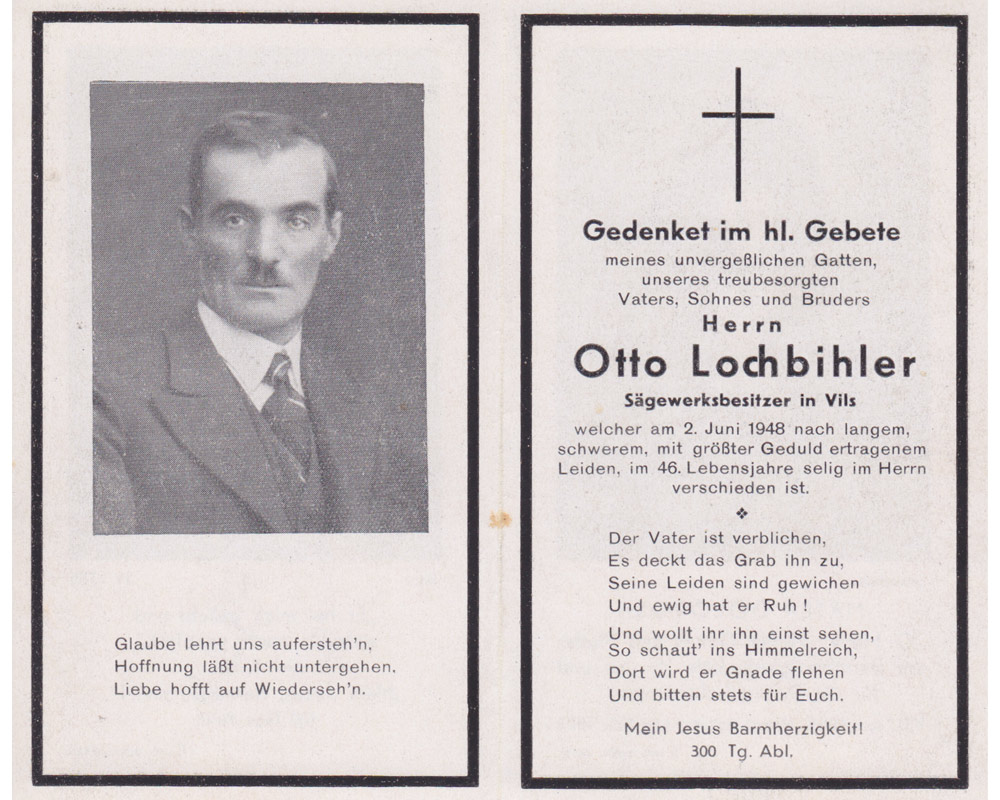 Glaube lehrt uns aufersteh'n,
Hoffnung läßt nicht untergehen.
Liebe hofft auf Wiederseh'n.
Gedenket im hl. Gebete
meines unvergeßlichen Gatten,
unseres treubesorgten
Vaters, Sohnes und Bruders
Herrn
Otto Lochbihler
Sägewerksbesitzer in Vils
welcher am 2. Juni 1948 nach langem,
schwerem, mit größter Geduld ertragenem
Leiden, im 46. Lebensjahre selig im Herrn
verschieden ist.
Der Vater ist verblichen,
Es deckt das Grab ihn zu,
Seine Leiden sind gewichen
Und ewig hat er Ruh !
Und wollt ihr ihn einst sehen,
So schaut' ins Himmelreich,
Dort wird er Gnade flehen
Und bitten stets für Euch.
Mein Jesus Barmherzigkeit!
300 Tg. Abl.